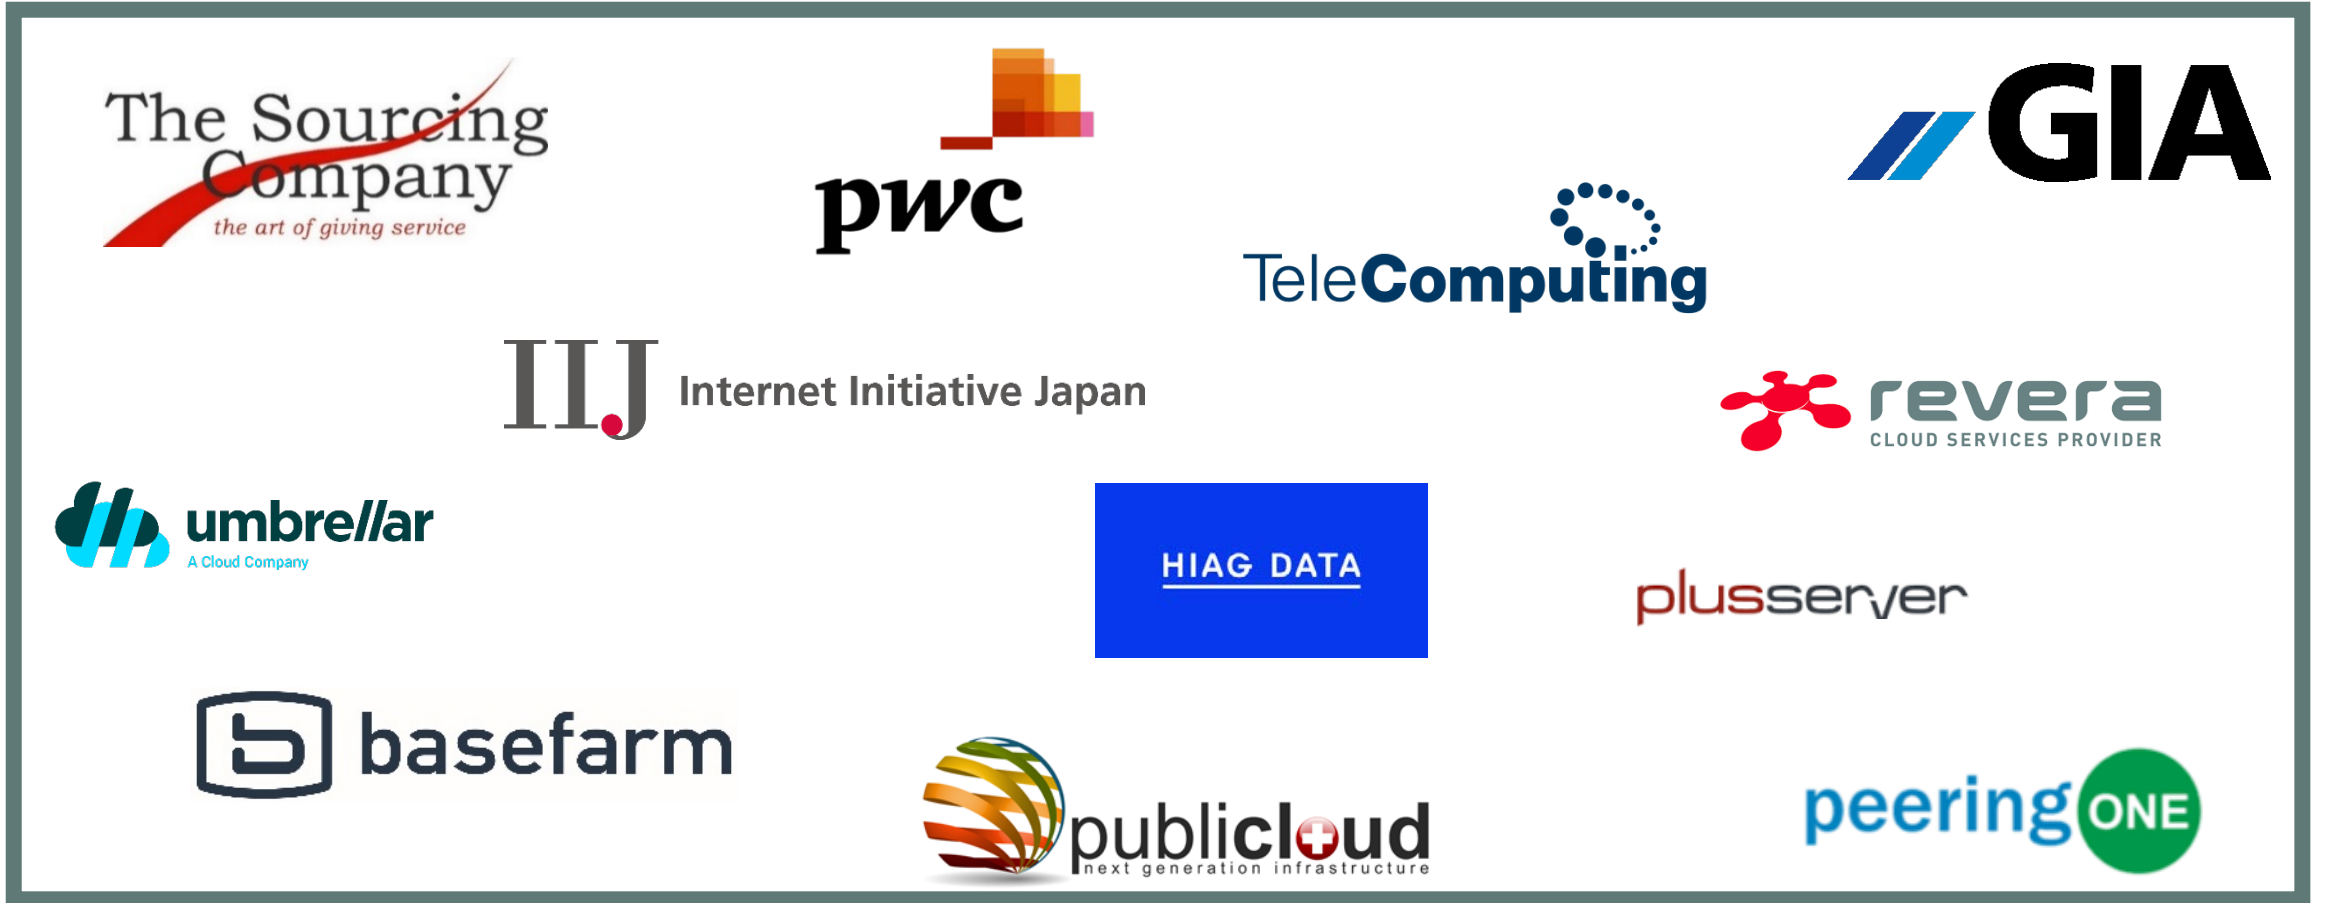 The Sourcing
Company
the art of giving service
pwc
GIA
TeleComputing
IIJ Internet Initiative Japan
revera
CLOUD SERVICES PROVIDER
umbrellar
A Cloud Company
HIAG DATA
plusserver
b basefarm
publicloud
next generation infrastructure
peering ONE